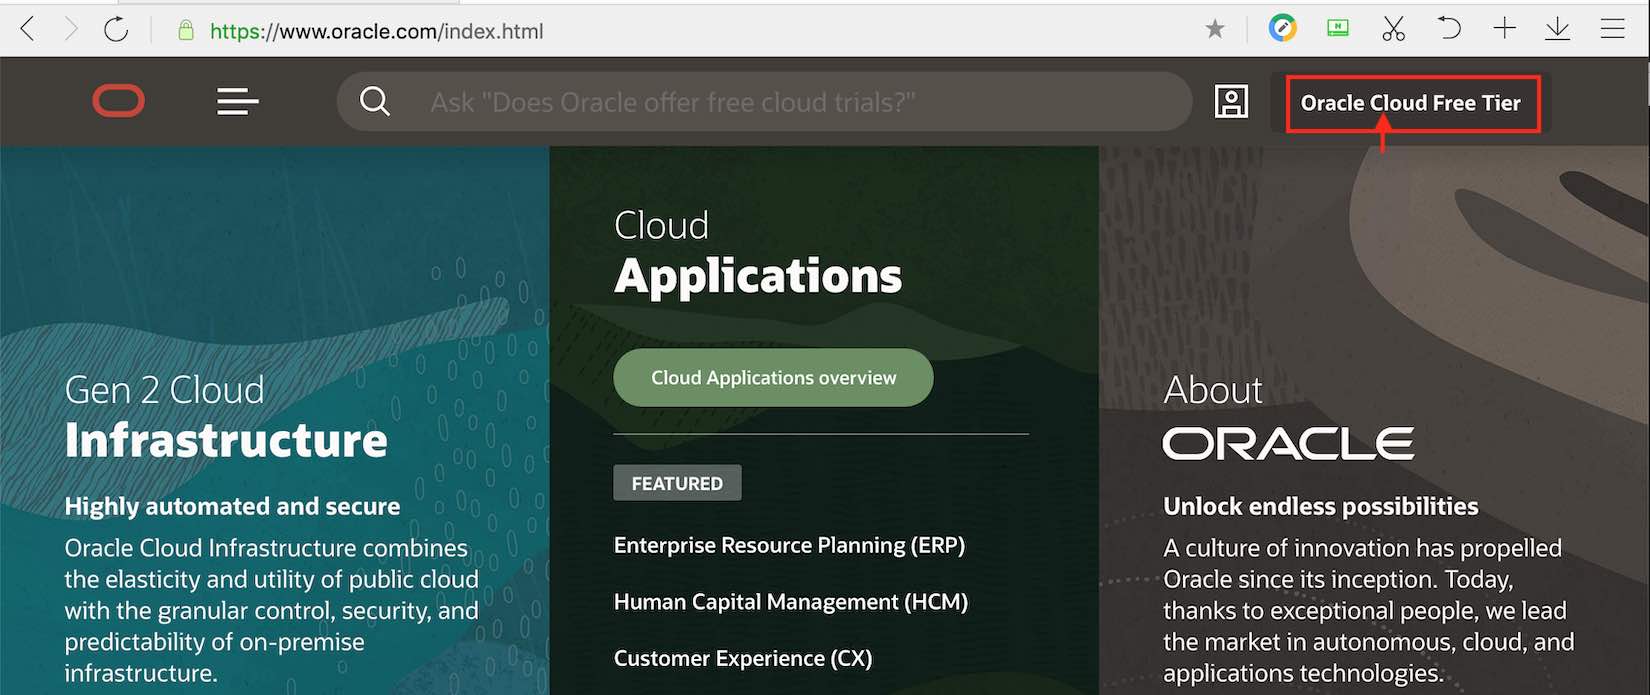 https://www.oracle.com/index.html
Ask "Does Oracle offer free cloud trials?"
Oracle Cloud Free Tier
Gen 2 Cloud
Infrastructure
Highly automated and secure
Oracle Cloud Infrastructure combines
the elasticity and utility of public cloud
with the granular control, security, and
predictability of on-premise
infrastructure.
Cloud
Applications
Cloud Applications overview
FEATURED
Enterprise Resource Planning (ERP)
Human Capital Management (HCM)
Customer Experience (CX)
About
ORACLE
Unlock endless possibilities
A culture of innovation has propelled
Oracle since its inception. Today,
thanks to exceptional people, we lead
the market in autonomous, cloud, and
applications technologies.